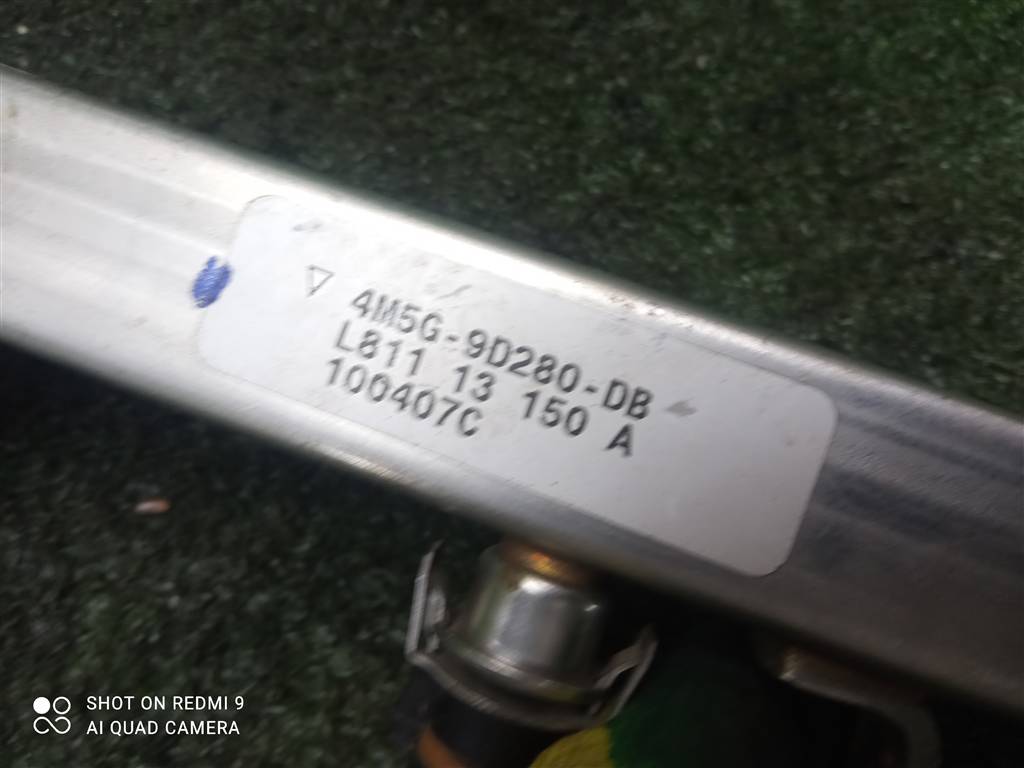 4M5G-9D280-DB
L811 13 150 A
100407C
SHOT ON REDMI 9
AI QUAD CAMERA